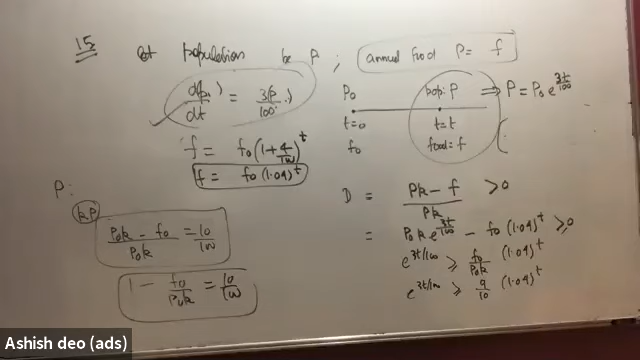 15 let population be P ; annual food P = f
d(P) / dt = 3(P) / 100
P0 pop: P ⇒ P = P0 e^(3t/100)
t=0 t=t
f0 food=f
f = f0 (1+4/100)^t
f = f0 (1.04)^t
P:
kP
(P0k − f0) / P0k = 10/100
1 − f0/P0k = 10/100
D = (Pk − f) / Pk > 0
= P0 k e^(3t/100) − f0 (1.04)^t ≥ 0
e^(3t/100) ≥ f0/P0k (1.04)^t
e^(3t/100) ≥ 9/10 (1.04)^t
Ashish deo (ads)